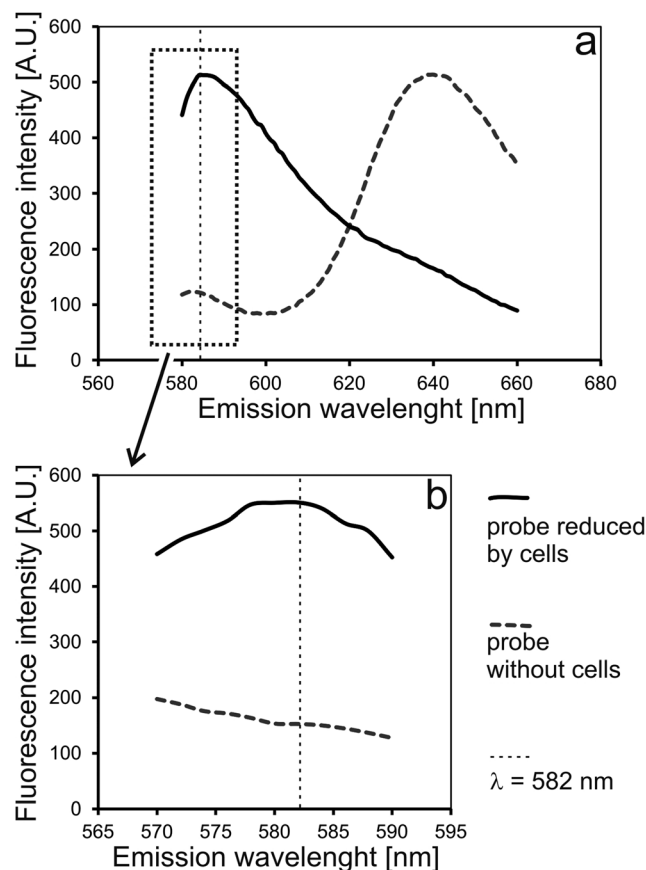 600
500
400
300
200
100
0
Fluorescence intensity [A.U.]
a
560 580 600 620 640 660 680
Emission wavelenght [nm]
600
500
400
300
200
100
0
Fluorescence intensity [A.U.]
b
565 570 575 580 585 590 595
Emission wavelenght [nm]
probe reduced
by cells
probe
without cells
λ = 582 nm